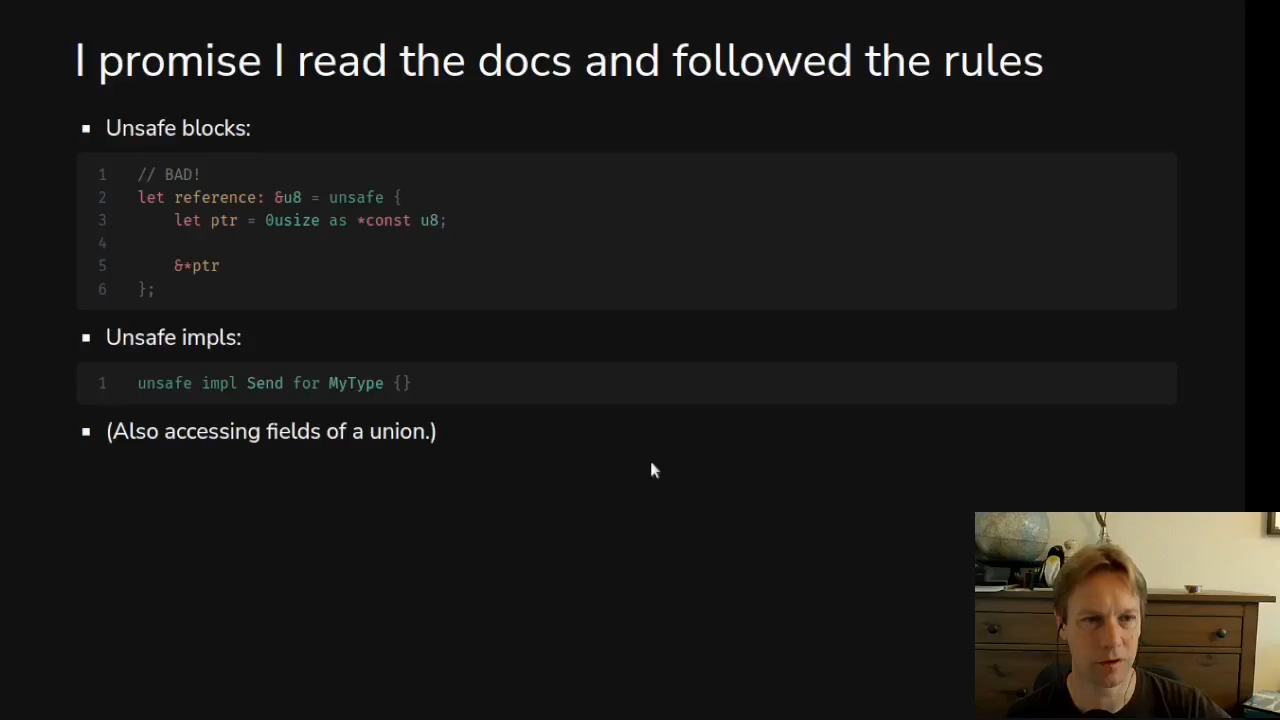 I promise I read the docs and followed the rules
▪ Unsafe blocks:
1 // BAD!
2 let reference: &u8 = unsafe {
3     let ptr = 0usize as *const u8;
4
5     &*ptr
6 };
▪ Unsafe impls:
1 unsafe impl Send for MyType {}
▪ (Also accessing fields of a union.)